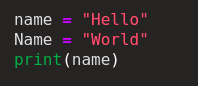 name = "Hello"
Name = "World"
print(name)